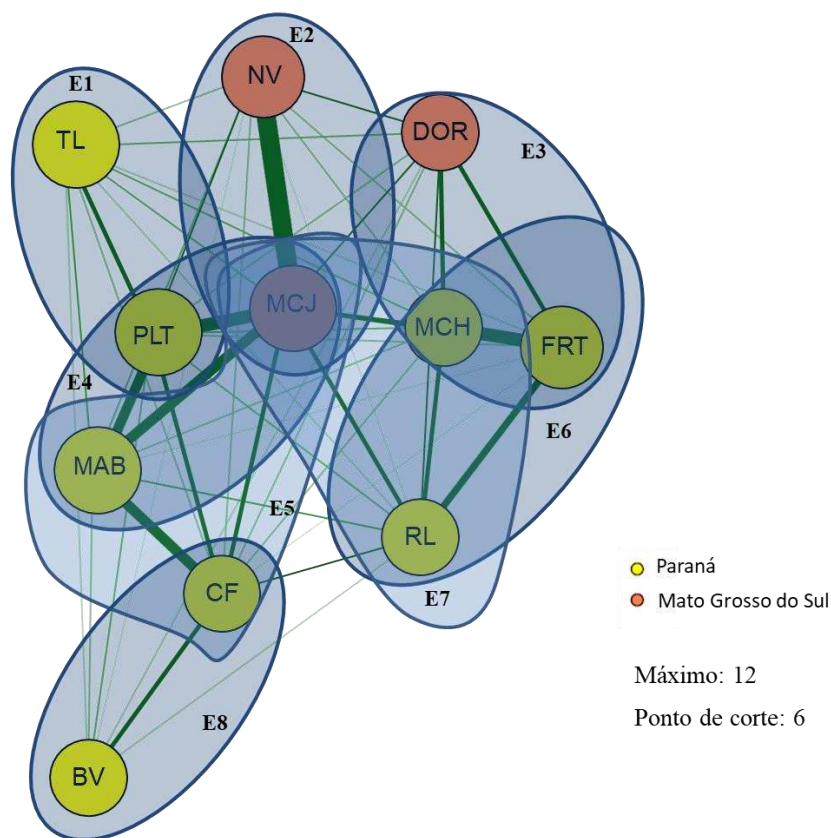 E2
NV
E1
TL
DOR
E3
MCJ
MCH
PLT
FRT
E4
E6
MAB
E5
RL
Paraná
CF
E7
Mato Grosso do Sul
Máximo: 12
E8
Ponto de corte: 6
BV